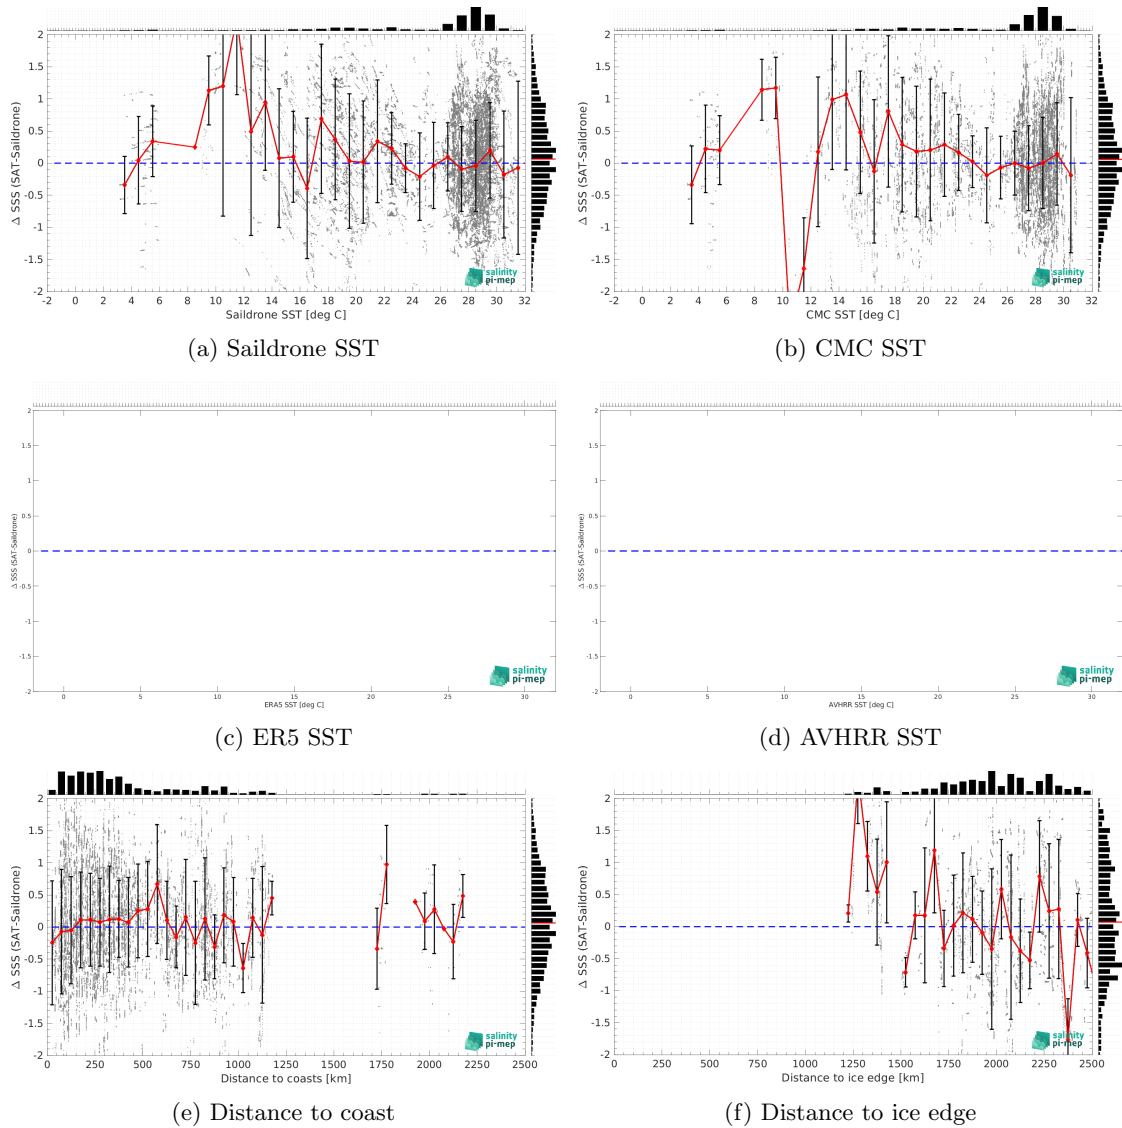 2
1.5
1
0.5
0
-0.5
-1
-1.5
-2
Δ SSS (SAT-Saildrone)
-2 0 2 4 6 8 10 12 14 16 18 20 22 24 26 28 30 32
Saildrone SST [deg C]
salinity
pi-mep
(a) Saildrone SST
2
1.5
1
0.5
0
-0.5
-1
-1.5
-2
Δ SSS (SAT-Saildrone)
-2 0 2 4 6 8 10 12 14 16 18 20 22 24 26 28 30 32
CMC SST [deg C]
salinity
pi-mep
(b) CMC SST
2
1.5
1
0.5
0
-0.5
-1
-1.5
-2
Δ SSS (SAT-Saildrone)
0 5 10 15 20 25 30
ERA5 SST [deg C]
salinity
pi-mep
(c) ER5 SST
2
1.5
1
0.5
0
-0.5
-1
-1.5
-2
Δ SSS (SAT-Saildrone)
0 5 10 15 20 25 30
AVHRR SST [deg C]
salinity
pi-mep
(d) AVHRR SST
2
1.5
1
0.5
0
-0.5
-1
-1.5
-2
Δ SSS (SAT-Saildrone)
0 250 500 750 1000 1250 1500 1750 2000 2250 2500
Distance to coasts [km]
salinity
pi-mep
(e) Distance to coast
2
1.5
1
0.5
0
-0.5
-1
-1.5
-2
Δ SSS (SAT-Saildrone)
0 250 500 750 1000 1250 1500 1750 2000 2250 2500
Distance to ice edge [km]
salinity
pi-mep
(f) Distance to ice edge